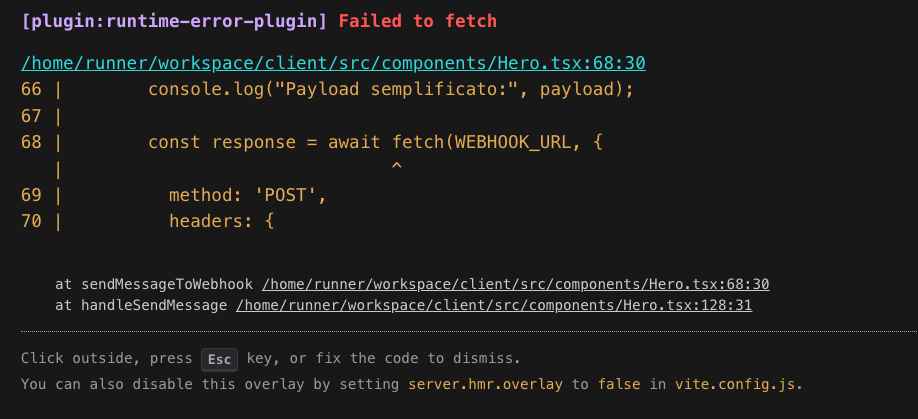 [plugin:runtime-error-plugin] Failed to fetch
/home/runner/workspace/client/src/components/Hero.tsx:68:30
66 |        console.log("Payload semplificato:", payload);
67 |
68 |        const response = await fetch(WEBHOOK_URL, {
   |                               ^
69 |          method: 'POST',
70 |          headers: {
at sendMessageToWebhook /home/runner/workspace/client/src/components/Hero.tsx:68:30
at handleSendMessage /home/runner/workspace/client/src/components/Hero.tsx:128:31
Click outside, press Esc key, or fix the code to dismiss.
You can also disable this overlay by setting server.hmr.overlay to false in vite.config.js.